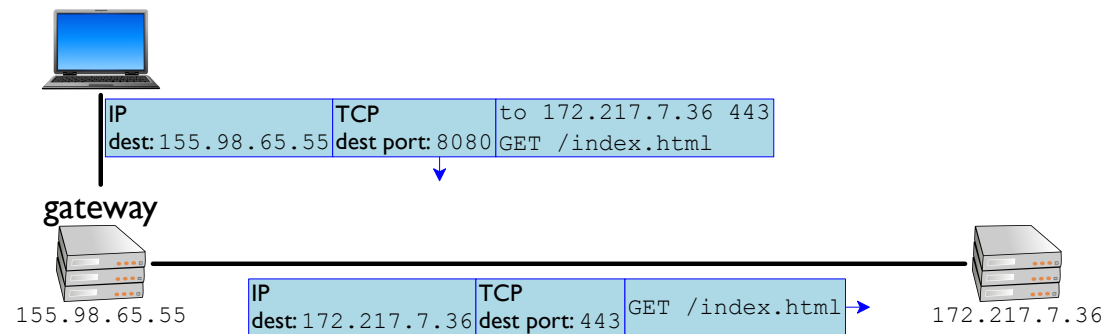 IP TCP to 172.217.7.36 443
dest: 155.98.65.55 dest port: 8080 GET /index.html
gateway
155.98.65.55
IP TCP GET /index.html
dest: 172.217.7.36 dest port: 443
172.217.7.36